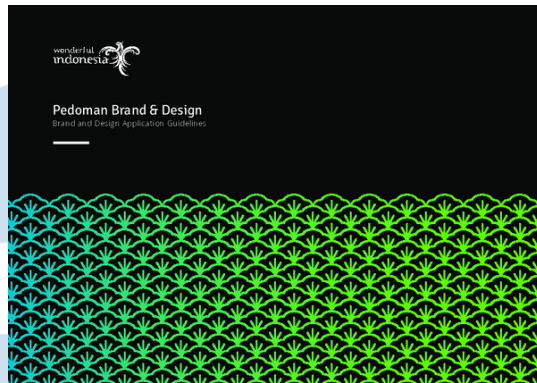 wonderful
indonesia
Pedoman Brand & Design
Brand and Design Application Guidelines